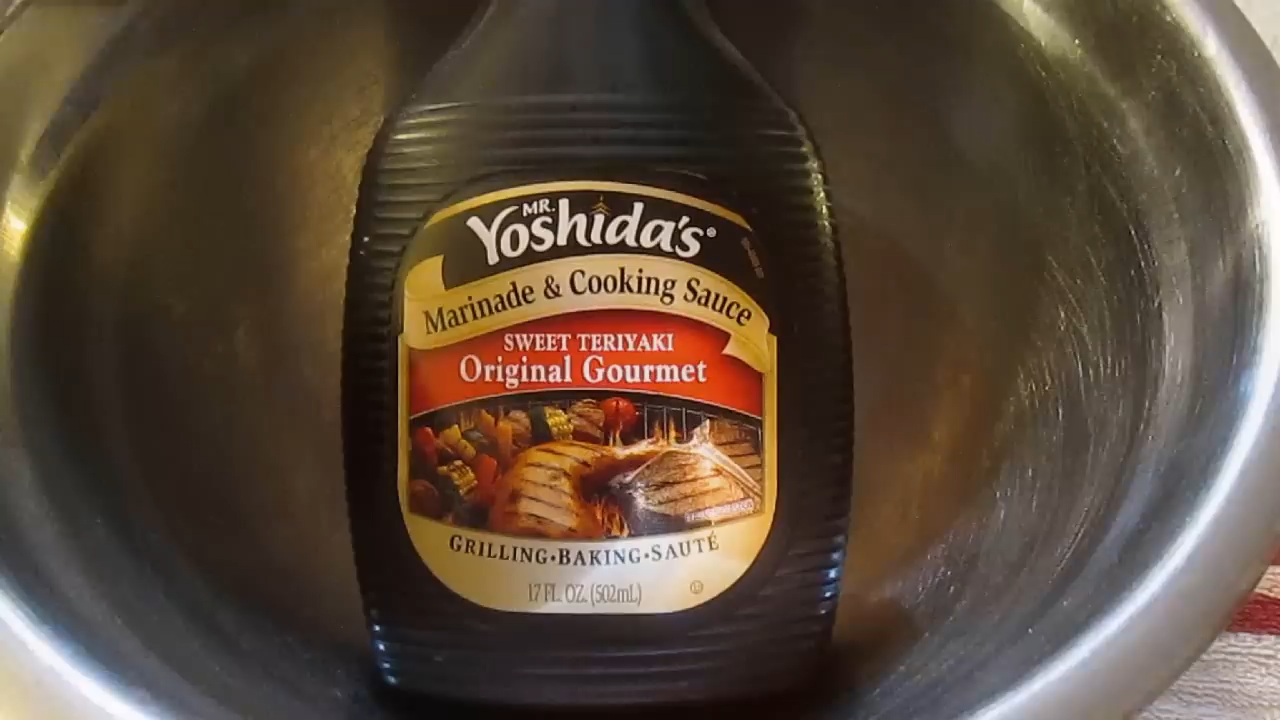 MR.
Yoshida's®
Marinade & Cooking Sauce
SWEET TERIYAKI
Original Gourmet
GRILLING•BAKING•SAUTÉ
17 FL. OZ. (502mL)